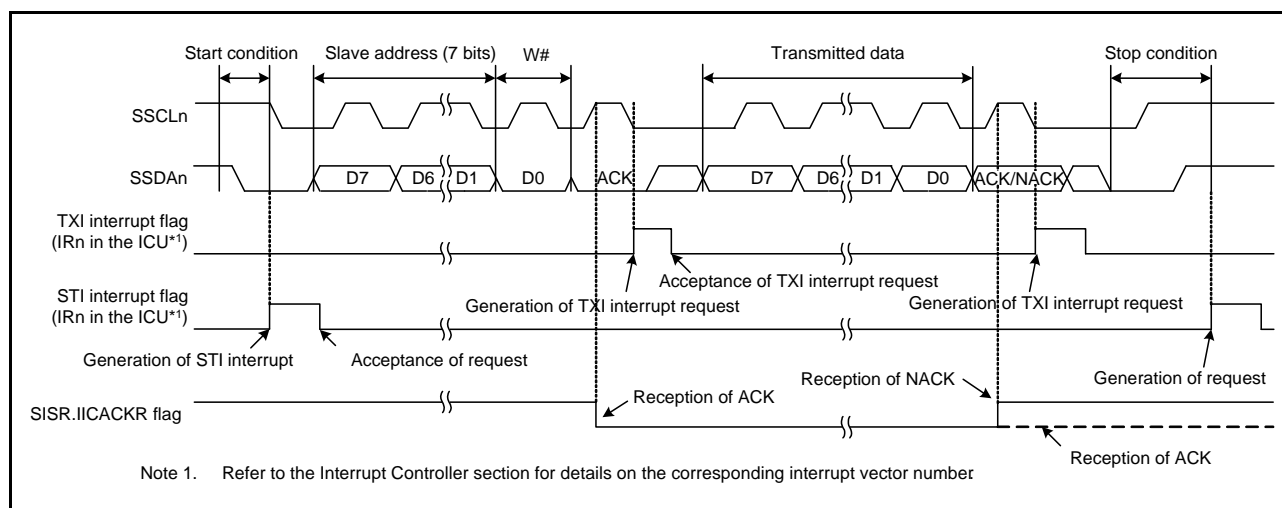 Start condition
Slave address (7 bits)
W#
Transmitted data
Stop condition
SSCLn
SSDAn
D7
D6
D1
D0
ACK
D7
D6
D1
D0
ACK/NACK
TXI interrupt flag
(IRn in the ICU*1)
Acceptance of TXI interrupt request
Generation of TXI interrupt request
Generation of TXI interrupt request
STI interrupt flag
(IRn in the ICU*1)
Generation of STI interrupt
Acceptance of request
Generation of request
Reception of NACK
Reception of ACK
SISR.IICACKR flag
Reception of ACK
Note 1. Refer to the Interrupt Controller section for details on the corresponding interrupt vector number